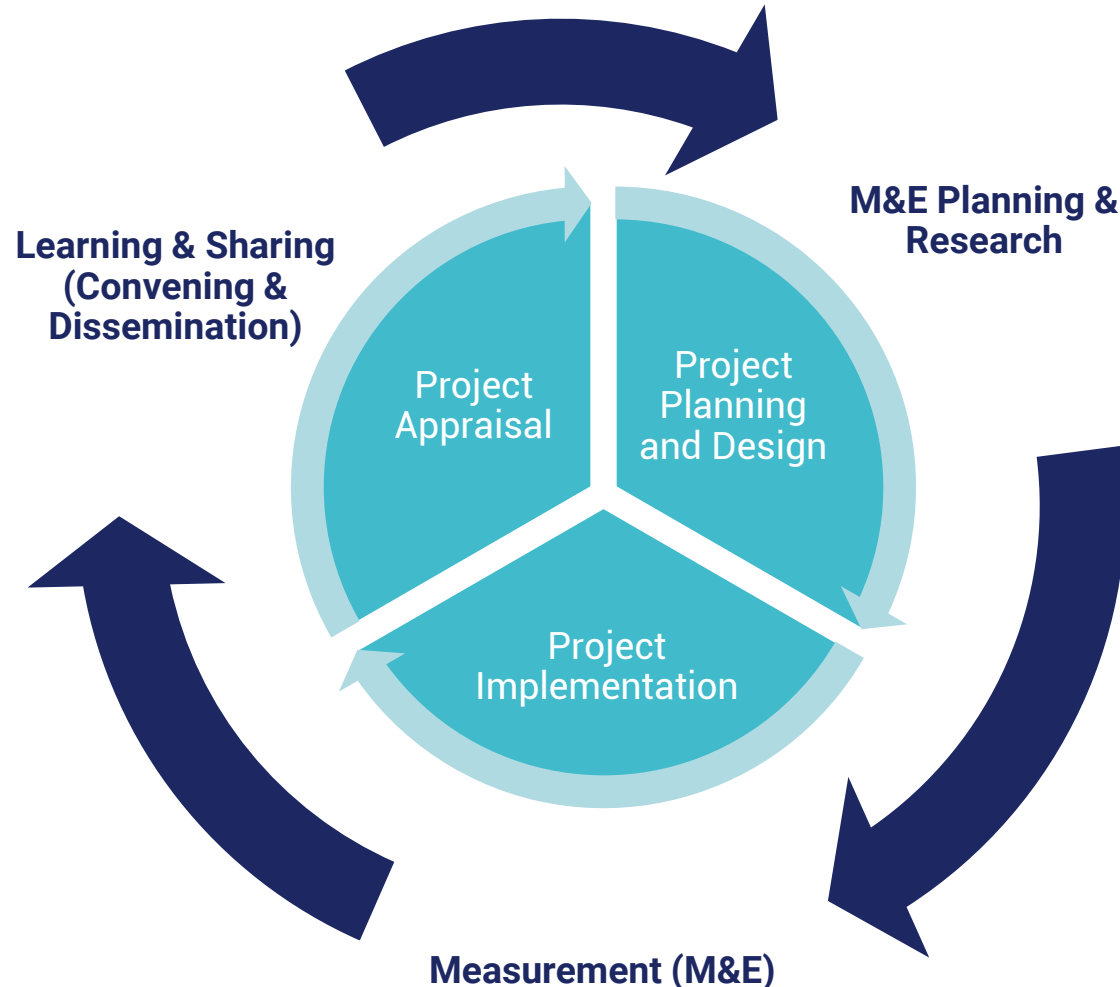 M&E Planning &
Research
Learning & Sharing
(Convening &
Dissemination)
Project
Appraisal
Project
Planning
and Design
Project
Implementation
Measurement (M&E)